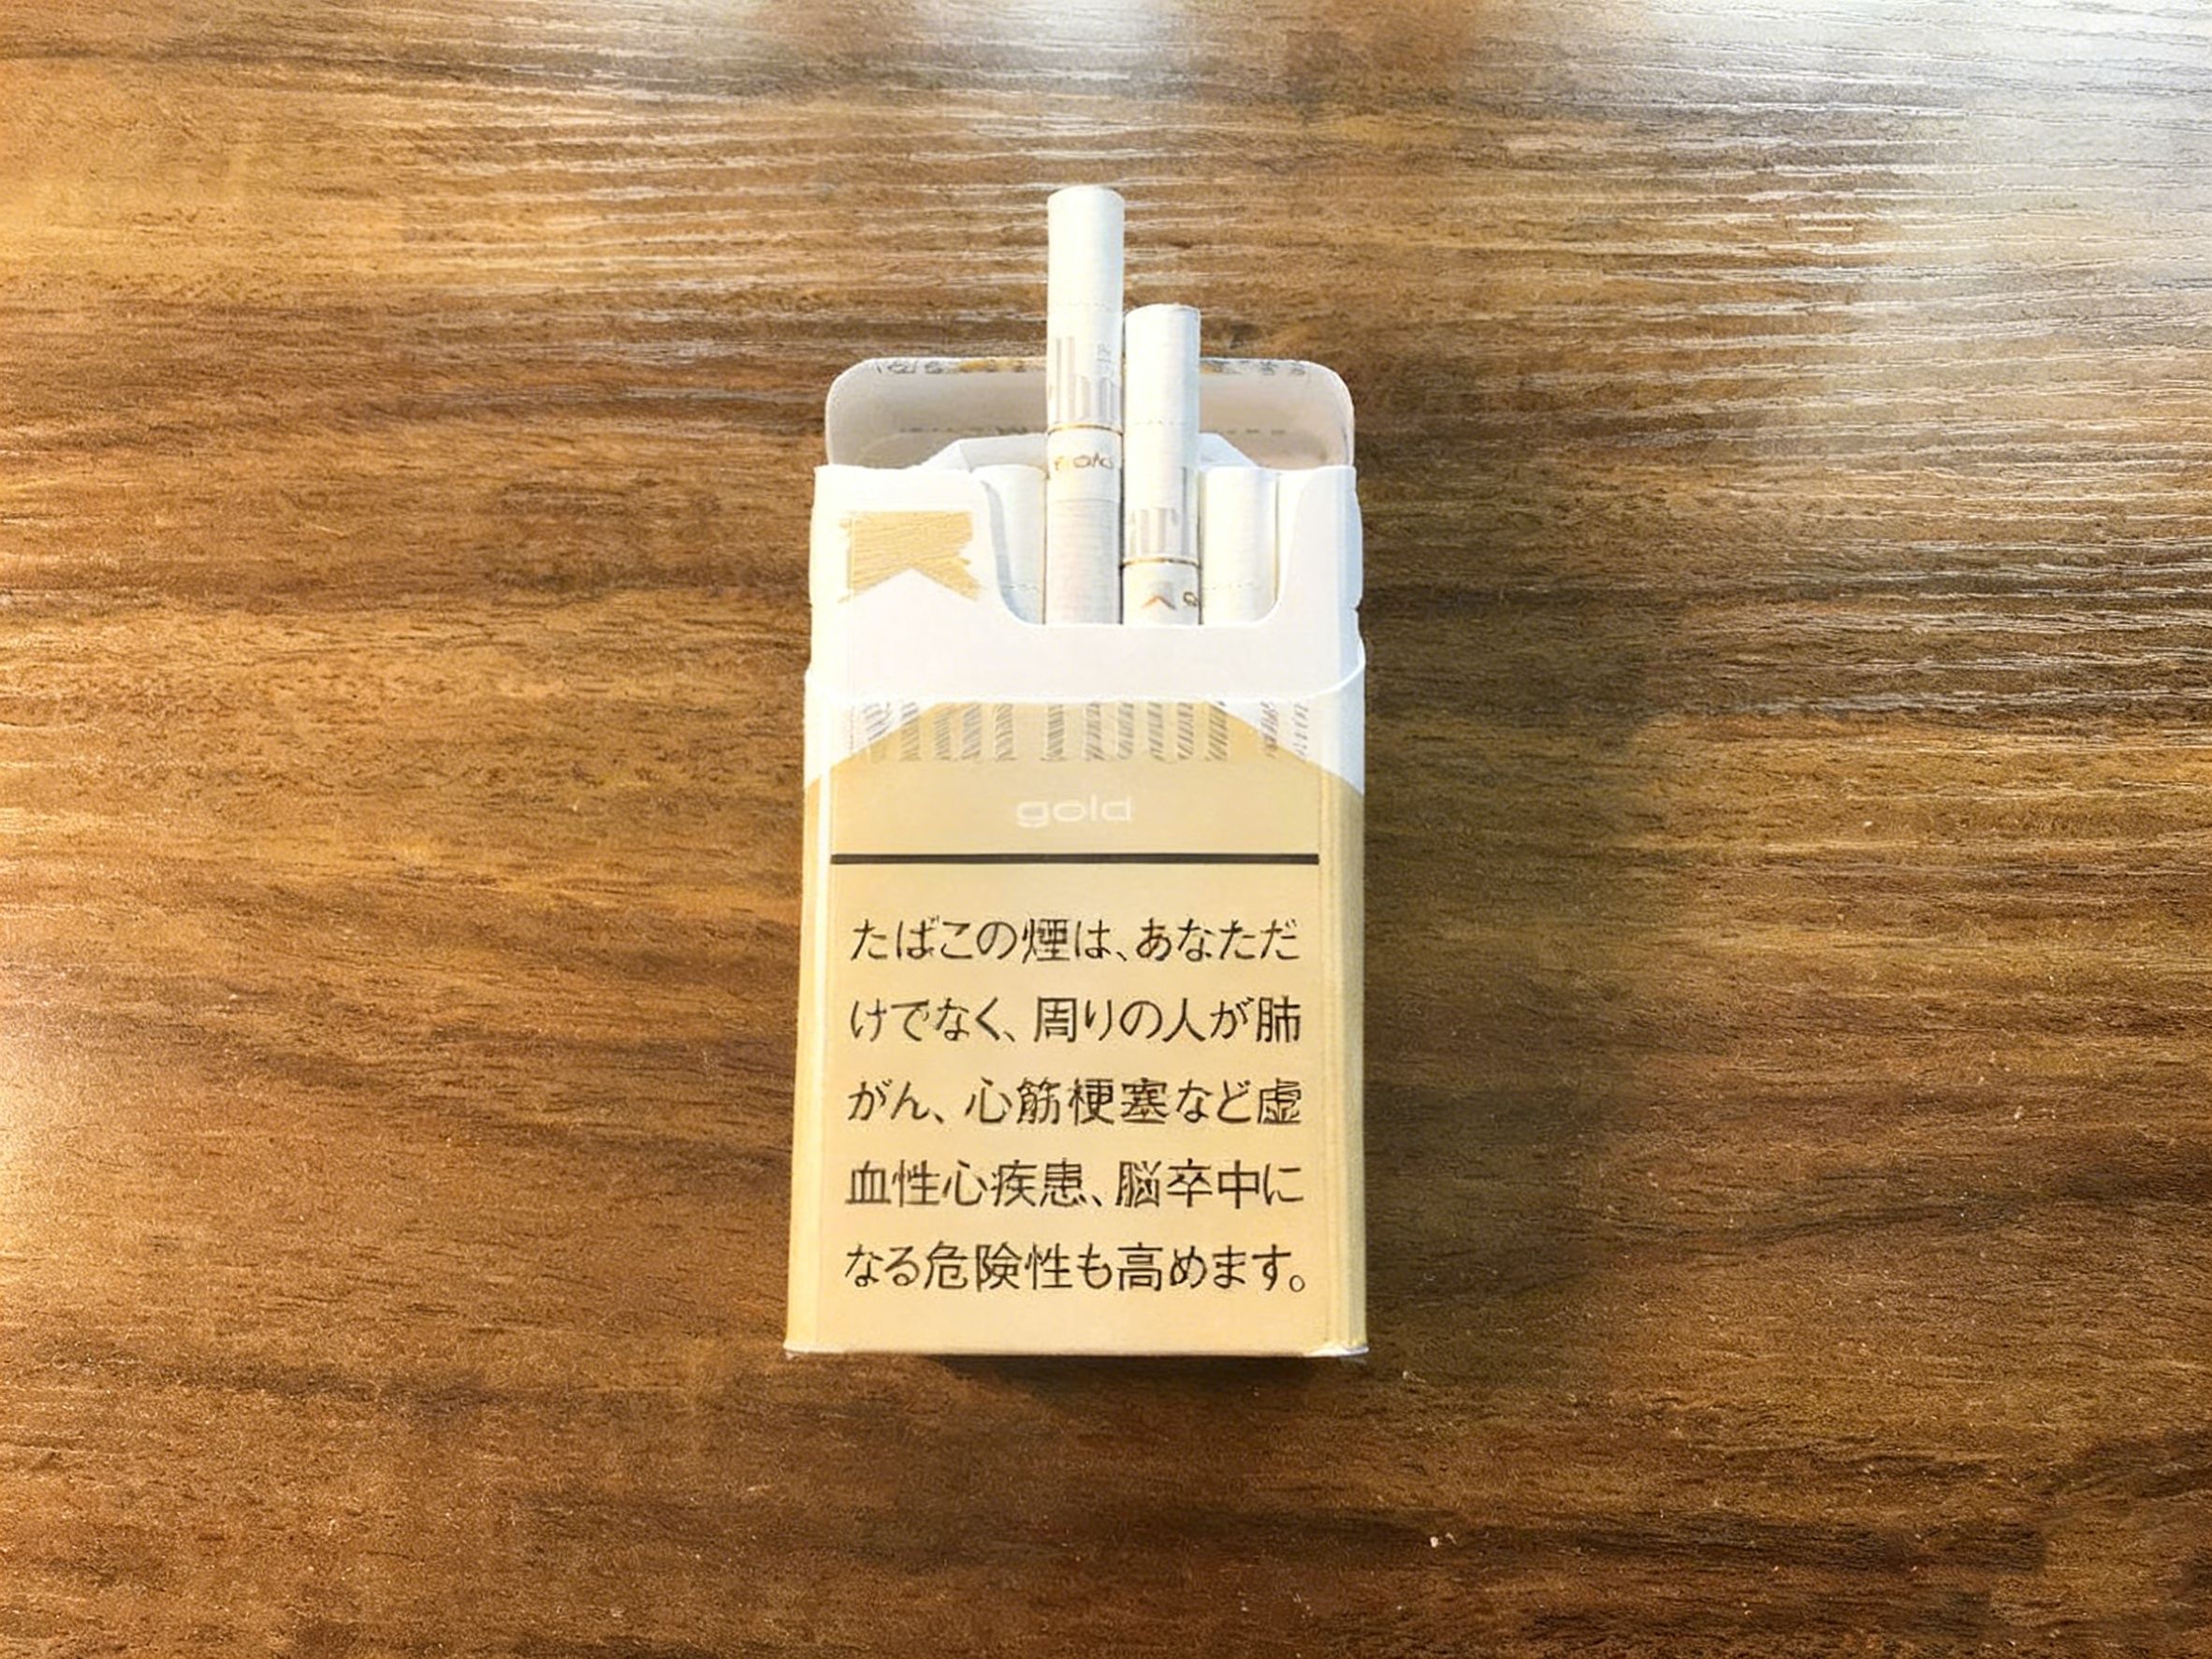 gold
gold
たばこの煙は、あなただ
けでなく、周りの人が肺
がん、心筋梗塞など虚
血性心疾患、脳卒中に
なる危険性も高めます。